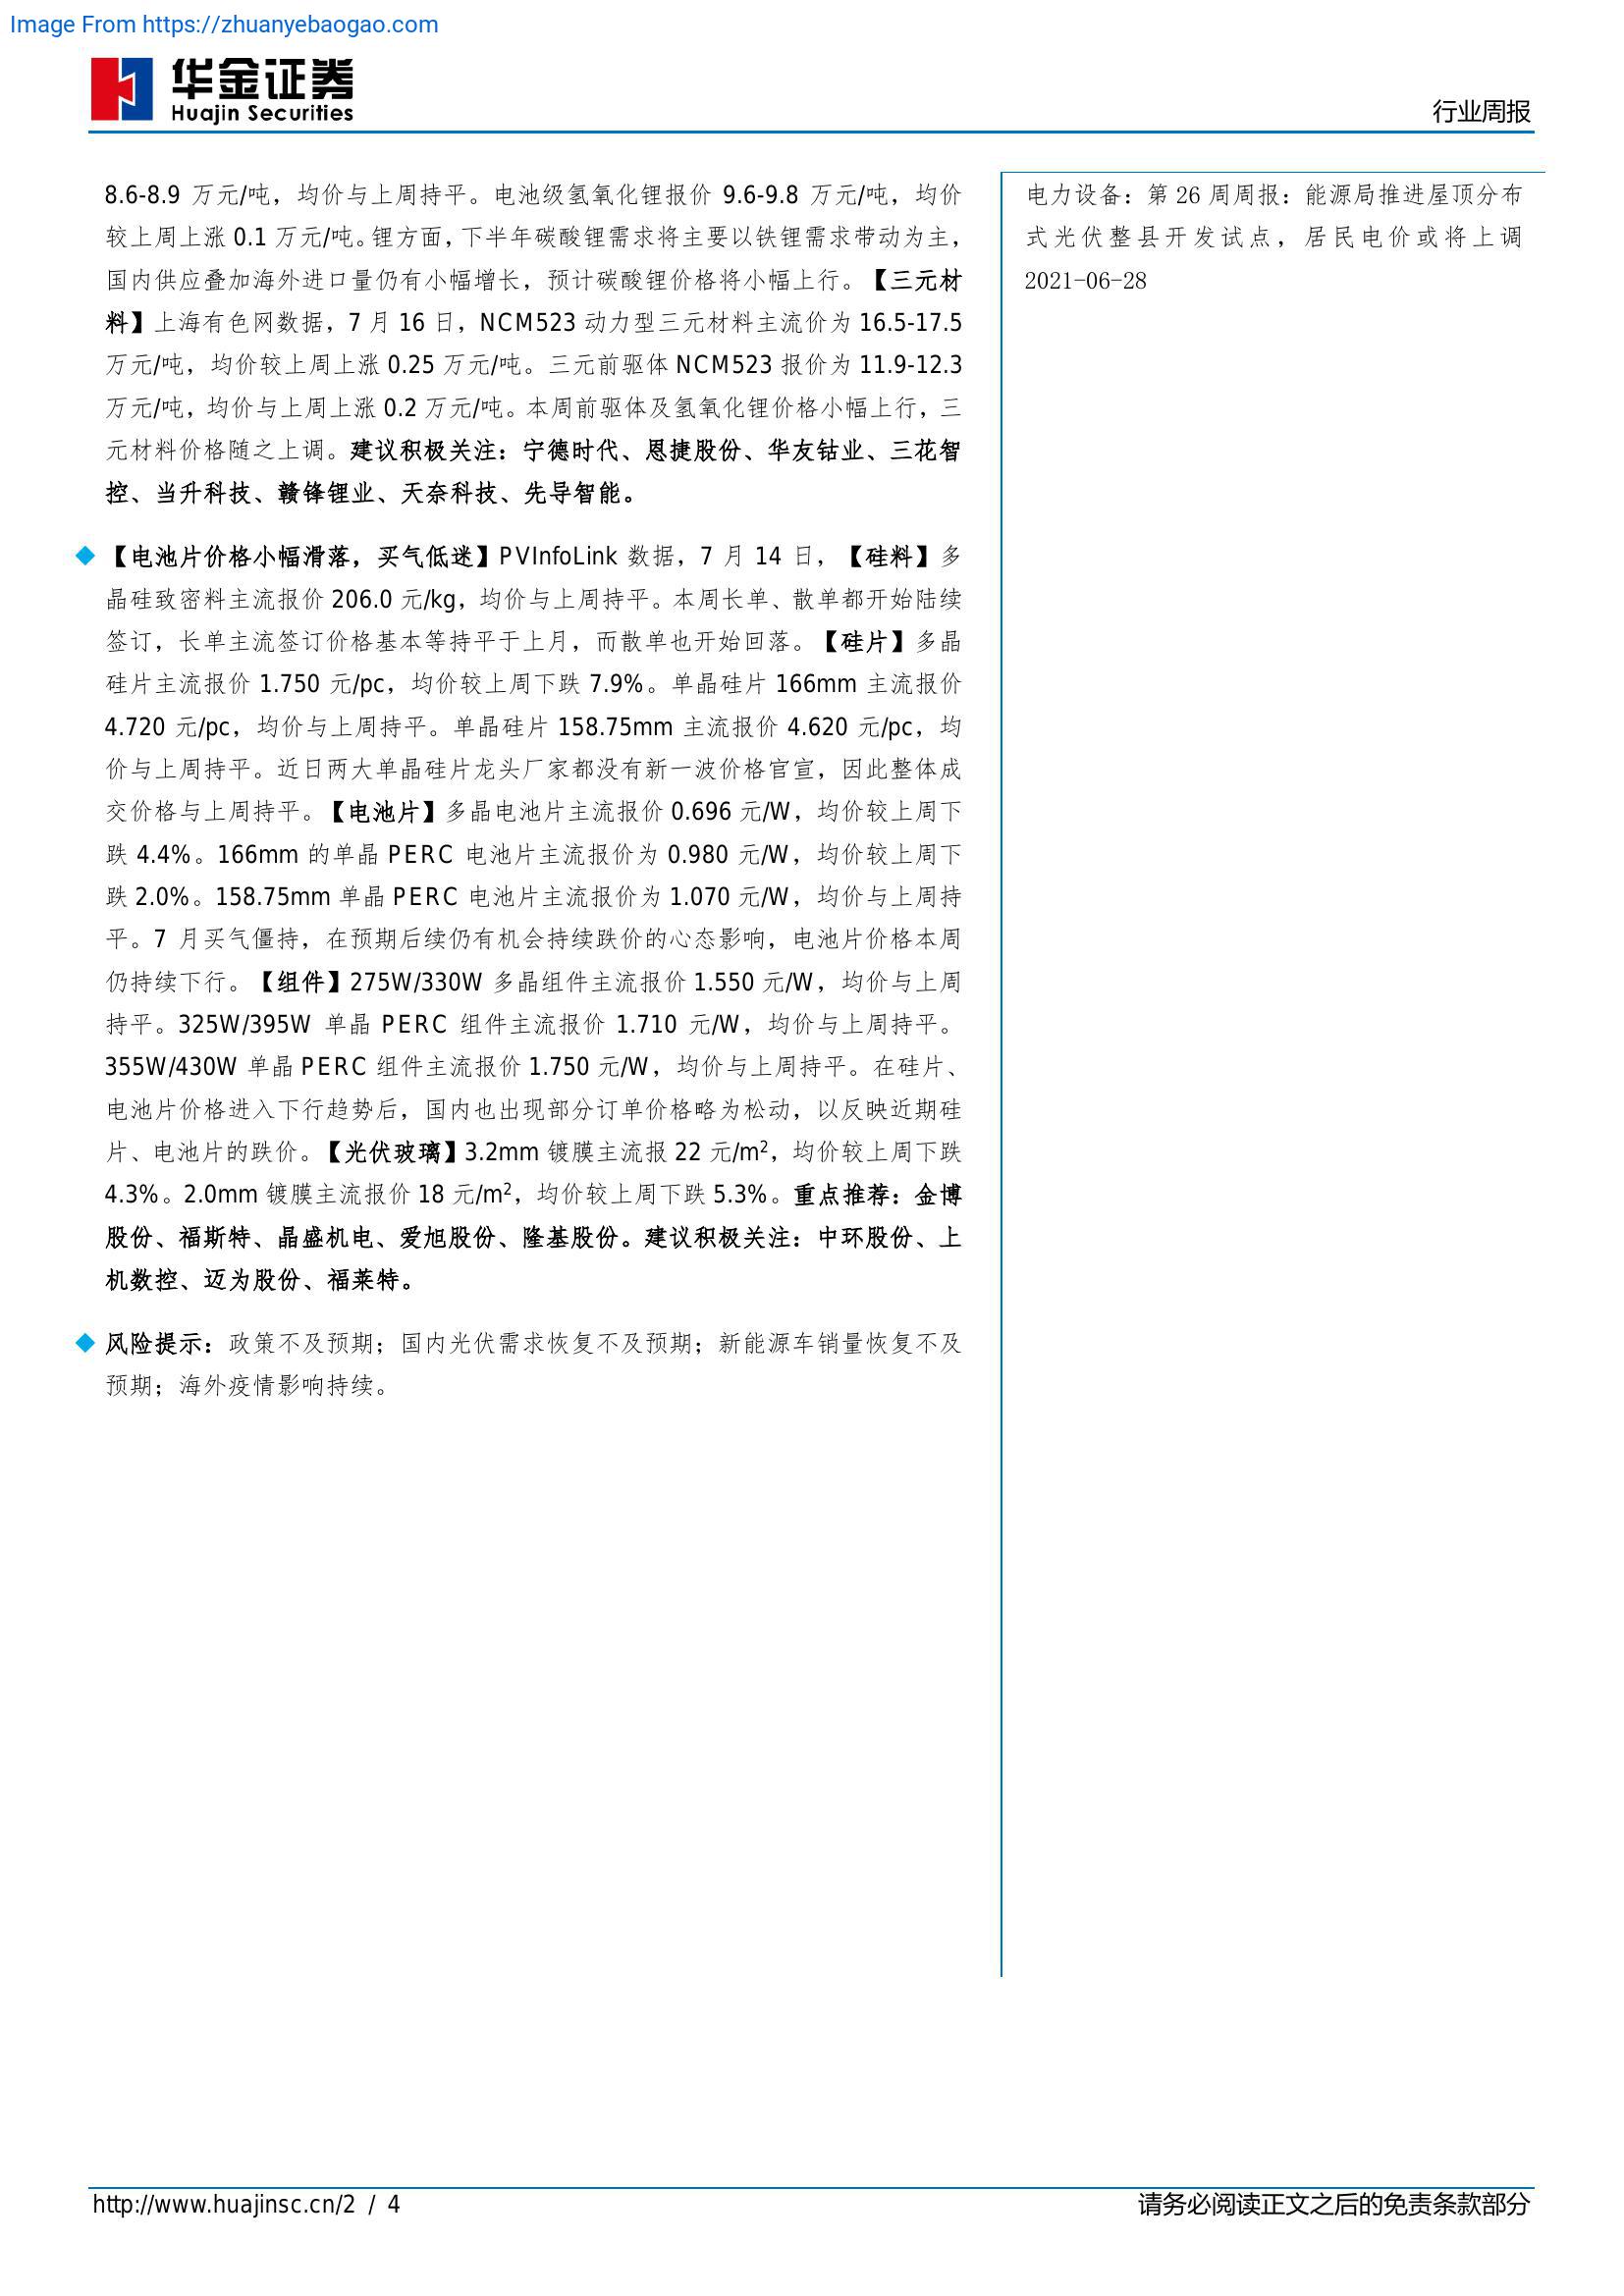 Image From https://zhuanyebaogao.com
华金证券
Huajin Securities
行业周报
8.6-8.9 万元/吨，均价与上周持平。电池级氢氧化锂报价 9.6-9.8 万元/吨，均价
较上周上涨 0.1 万元/吨。锂方面，下半年碳酸锂需求将主要以铁锂需求带动为主，
国内供应叠加海外进口量仍有小幅增长，预计碳酸锂价格将小幅上行。【三元材
料】上海有色网数据，7 月 16 日，NCM523 动力型三元材料主流价为 16.5-17.5
万元/吨，均价较上周上涨 0.25 万元/吨。三元前驱体 NCM523 报价为 11.9-12.3
万元/吨，均价与上周上涨 0.2 万元/吨。本周前驱体及氢氧化锂价格小幅上行，三
元材料价格随之上调。建议积极关注：宁德时代、恩捷股份、华友钴业、三花智
控、当升科技、赣锋锂业、天奈科技、先导智能。
◆【电池片价格小幅滑落，买气低迷】PVInfoLink 数据，7 月 14 日，【硅料】多
晶硅致密料主流报价 206.0 元/kg，均价与上周持平。本周长单、散单都开始陆续
签订，长单主流签订价格基本等持平于上月，而散单也开始回落。【硅片】多晶
硅片主流报价 1.750 元/pc，均价较上周下跌 7.9%。单晶硅片 166mm 主流报价
4.720 元/pc，均价与上周持平。单晶硅片 158.75mm 主流报价 4.620 元/pc，均
价与上周持平。近日两大单晶硅片龙头厂家都没有新一波价格官宣，因此整体成
交价格与上周持平。【电池片】多晶电池片主流报价 0.696 元/W，均价较上周下
跌 4.4%。166mm 的单晶 PERC 电池片主流报价为 0.980 元/W，均价较上周下
跌 2.0%。158.75mm 单晶 PERC 电池片主流报价为 1.070 元/W，均价与上周持
平。7 月买气僵持，在预期后续仍有机会持续跌价的心态影响，电池片价格本周
仍持续下行。【组件】275W/330W 多晶组件主流报价 1.550 元/W，均价与上周
持平。325W/395W 单晶 PERC 组件主流报价 1.710 元/W，均价与上周持平。
355W/430W 单晶 PERC 组件主流报价 1.750 元/W，均价与上周持平。在硅片、
电池片价格进入下行趋势后，国内也出现部分订单价格略为松动，以反映近期硅
片、电池片的跌价。【光伏玻璃】3.2mm 镀膜主流报 22 元/m²，均价较上周下跌
4.3%。2.0mm 镀膜主流报价 18 元/m²，均价较上周下跌 5.3%。重点推荐：金博
股份、福斯特、晶盛机电、爱旭股份、隆基股份。建议积极关注：中环股份、上
机数控、迈为股份、福莱特。
◆ 风险提示：政策不及预期；国内光伏需求恢复不及预期；新能源车销量恢复不及
预期；海外疫情影响持续。
电力设备：第 26 周周报：能源局推进屋顶分布
式光伏整县开发试点，居民电价或将上调
2021-06-28
http://www.huajinsc.cn/2 / 4
请务必阅读正文之后的免责条款部分